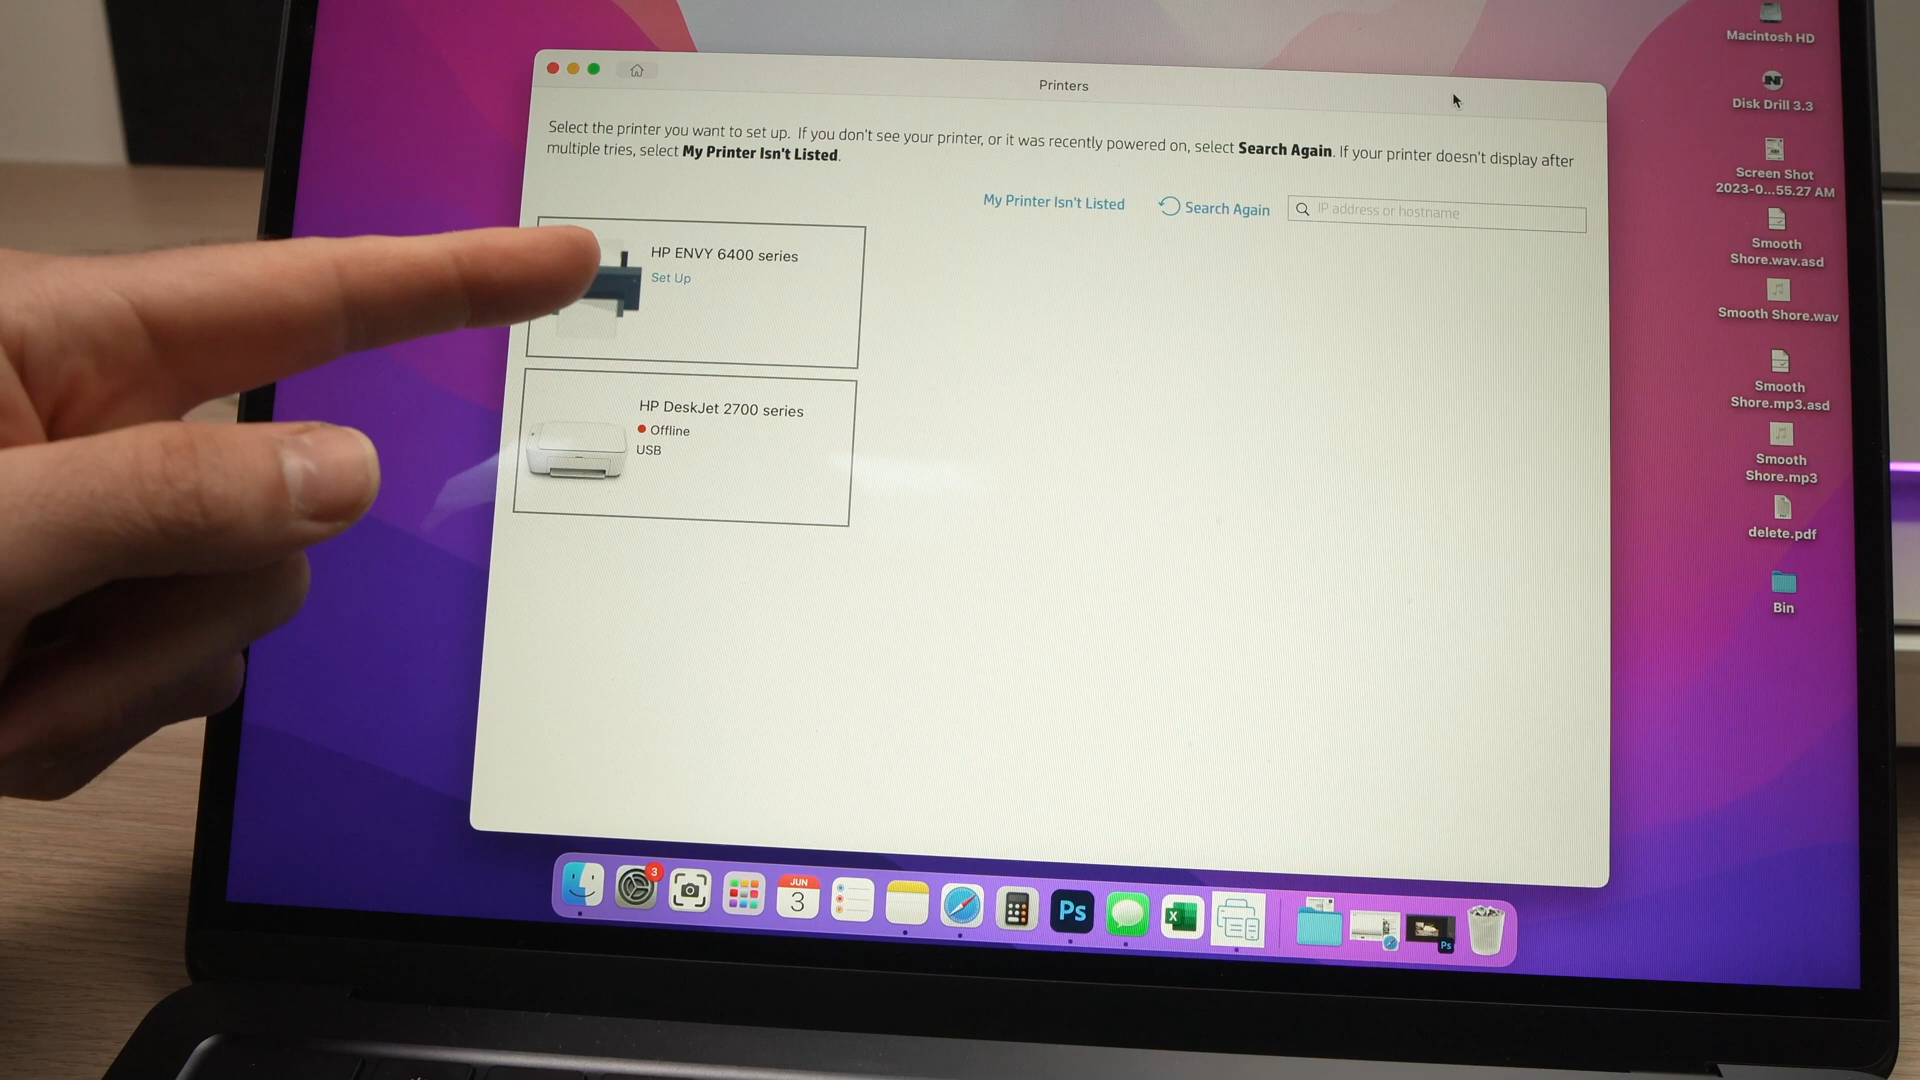 Printers
Select the printer you want to set up. If you don't see your printer, or it was recently powered on, select Search Again. If your printer doesn't display after
multiple tries, select My Printer Isn't Listed.
My Printer Isn't Listed
Search Again
IP address or hostname
HP ENVY 6400 series
Set Up
HP DeskJet 2700 series
Offline
USB
Macintosh HD
Disk Drill 3.3
Screen Shot
2023-0...55.27 AM
Smooth
Shore.wav.asd
Smooth Shore.wav
Smooth
Shore.mp3.asd
Smooth
Shore.mp3
delete.pdf
Bin
3
JUN
3
Ps
X
Ps